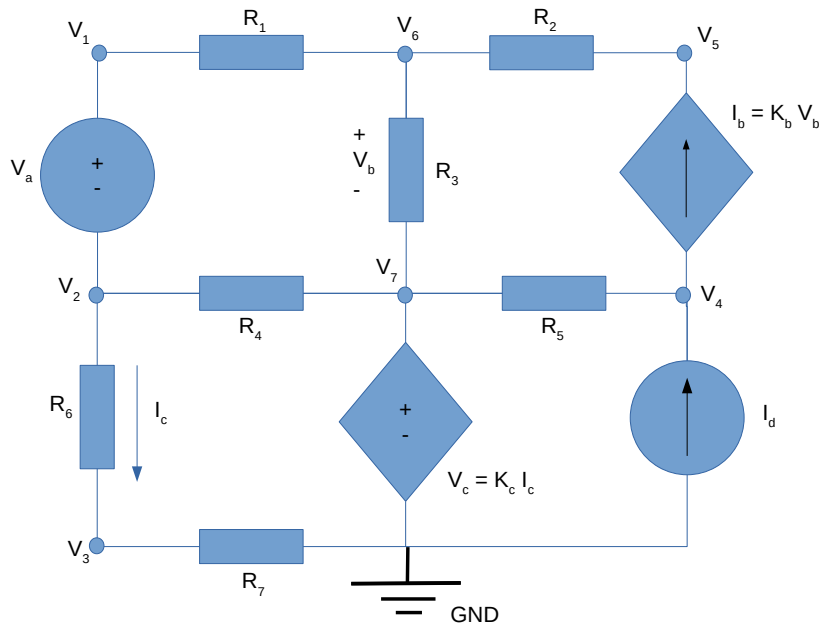 V1
R1
V6
R2
V5
Va
+
-
+
Vb
-
R3
Ib = Kb Vb
V2
R4
V7
R5
V4
R6
Ic
+
-
Vc = Kc Ic
Id
V3
R7
GND